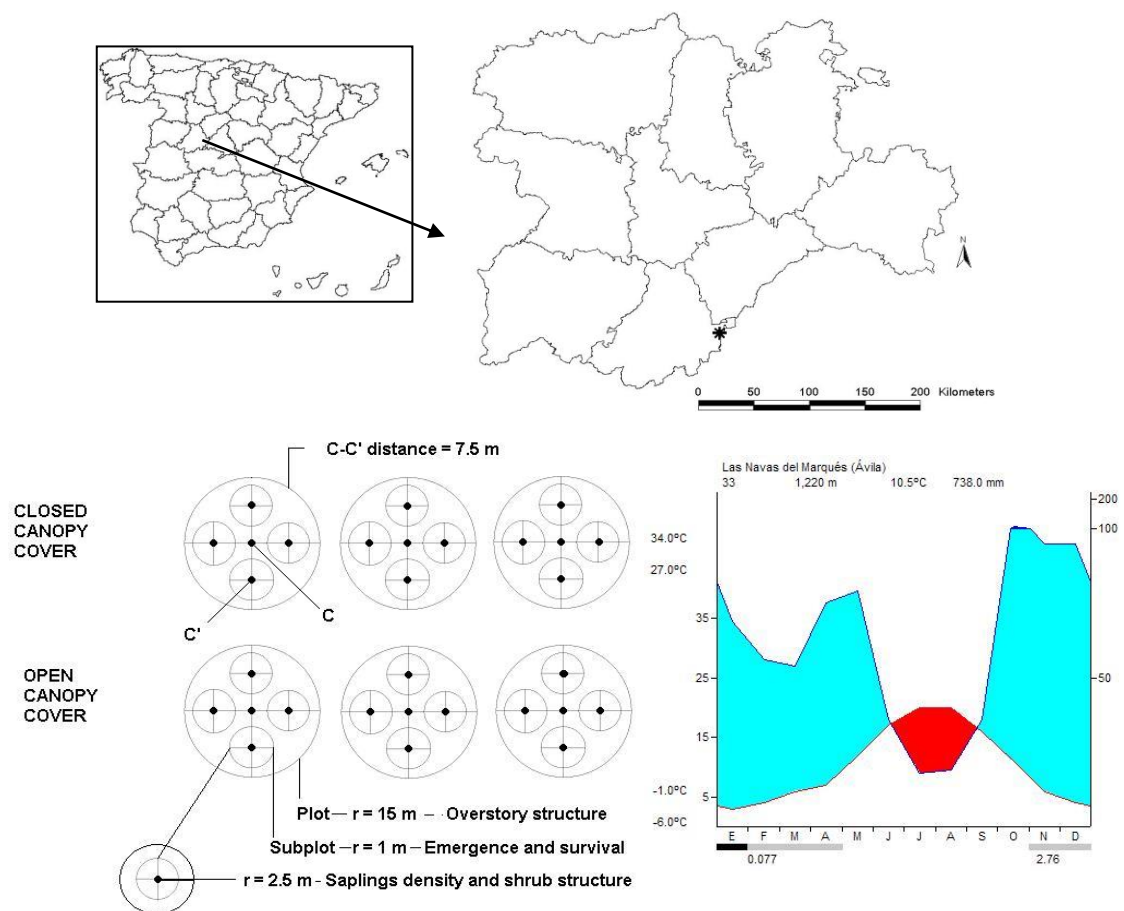 N
0 50 100 150 200 Kilometers
C-C' distance = 7.5 m
CLOSED
CANOPY
COVER
C'
C
OPEN
CANOPY
COVER
Plot— r = 15 m – Overstory structure
Subplot —r = 1 m – Emergence and survival
r = 2.5 m - Saplings density and shrub structure
Las Navas del Marqués (Ávila)
33 1,220 m 10.5ºC 738.0 mm
200
100
34.0ºC
27.0ºC
35
25
50
15
5
-1.0ºC
-6.0ºC
E F M A M J J A S O N D
0.077 2.76